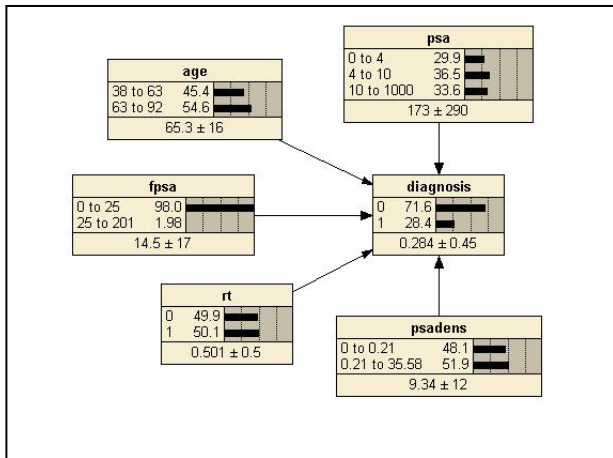 psa
0 to 4 29.9
4 to 10 36.5
10 to 1000 33.6
173 ± 290
age
38 to 63 45.4
63 to 92 54.6
65.3 ± 16
fpsa
0 to 25 98.0
25 to 201 1.98
14.5 ± 17
diagnosis
0 71.6
1 28.4
0.284 ± 0.45
rt
0 49.9
1 50.1
0.501 ± 0.5
psadens
0 to 0.21 48.1
0.21 to 35.58 51.9
9.34 ± 12